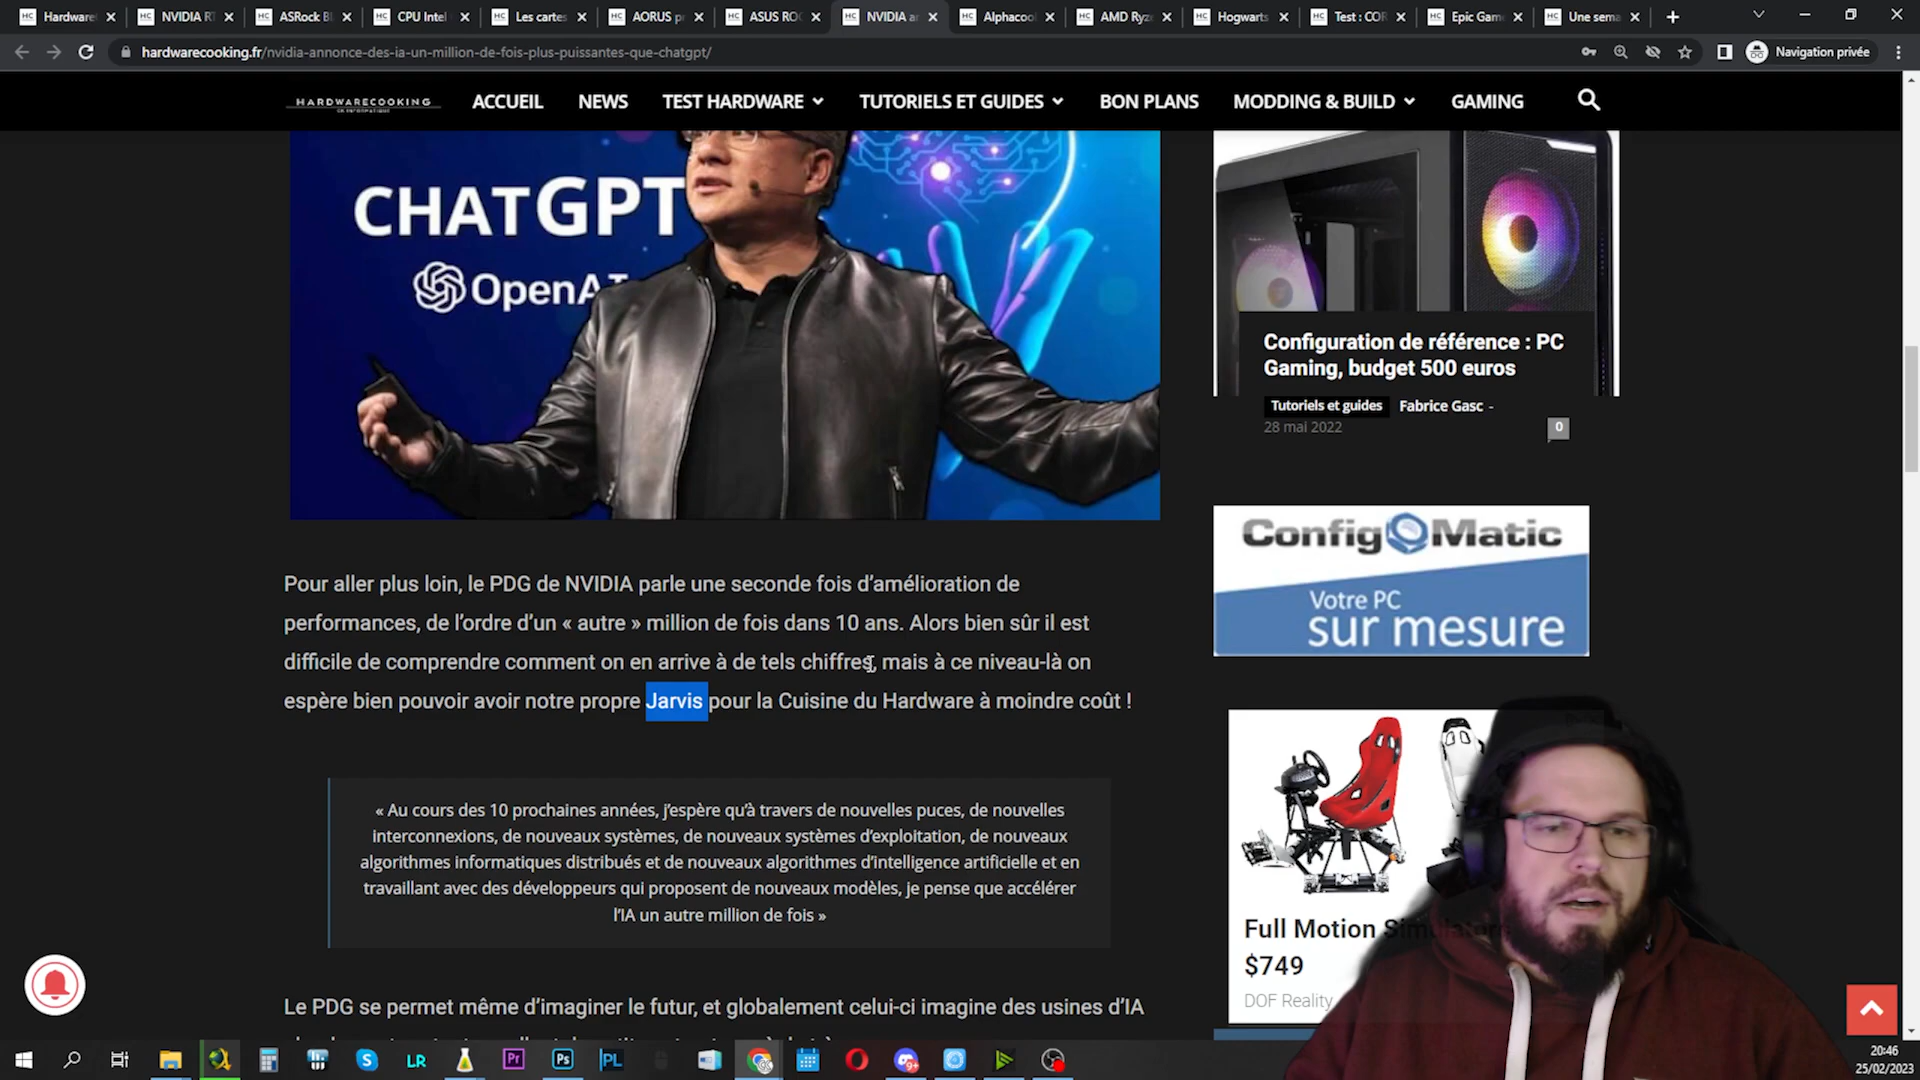 Hardware
NVIDIA RT
ASRock B
CPU Intel
Les cartes
AORUS p
ASUS ROG
NVIDIA a
Alphacoo
AMD Ryz
Hogwarts
Test : COR
Epic Gam
Une sema
hardwarecooking.fr/nvidia-annonce-des-ia-un-million-de-fois-plus-puissantes-que-chatgpt/
Navigation privée
HARDWARECOOKING
ACCUEIL
NEWS
TEST HARDWARE
TUTORIELS ET GUIDES
BON PLANS
MODDING & BUILD
GAMING
CHATGPT
OpenAI
Configuration de référence : PC
Gaming, budget 500 euros
Tutoriels et guides Fabrice Gasc -
28 mai 2022
0
Config Matic
Votre PC
sur mesure
Pour aller plus loin, le PDG de NVIDIA parle une seconde fois d’amélioration de
performances, de l’ordre d’un « autre » million de fois dans 10 ans. Alors bien sûr il est
difficile de comprendre comment on en arrive à de tels chiffres, mais à ce niveau-là on
espère bien pouvoir avoir notre propre Jarvis pour la Cuisine du Hardware à moindre coût !
« Au cours des 10 prochaines années, j’espère qu’à travers de nouvelles puces, de nouvelles
interconnexions, de nouveaux systèmes, de nouveaux systèmes d’exploitation, de nouveaux
algorithmes informatiques distribués et de nouveaux algorithmes d’intelligence artificielle et en
travaillant avec des développeurs qui proposent de nouveaux modèles, je pense que accélérer
l’IA un autre million de fois »
Full Motion Simulators
$749
DOF Reality
Le PDG se permet même d’imaginer le futur, et globalement celui-ci imagine des usines d’IA
LR
Pr
Ps
PL
9+
20:46
25/02/2023